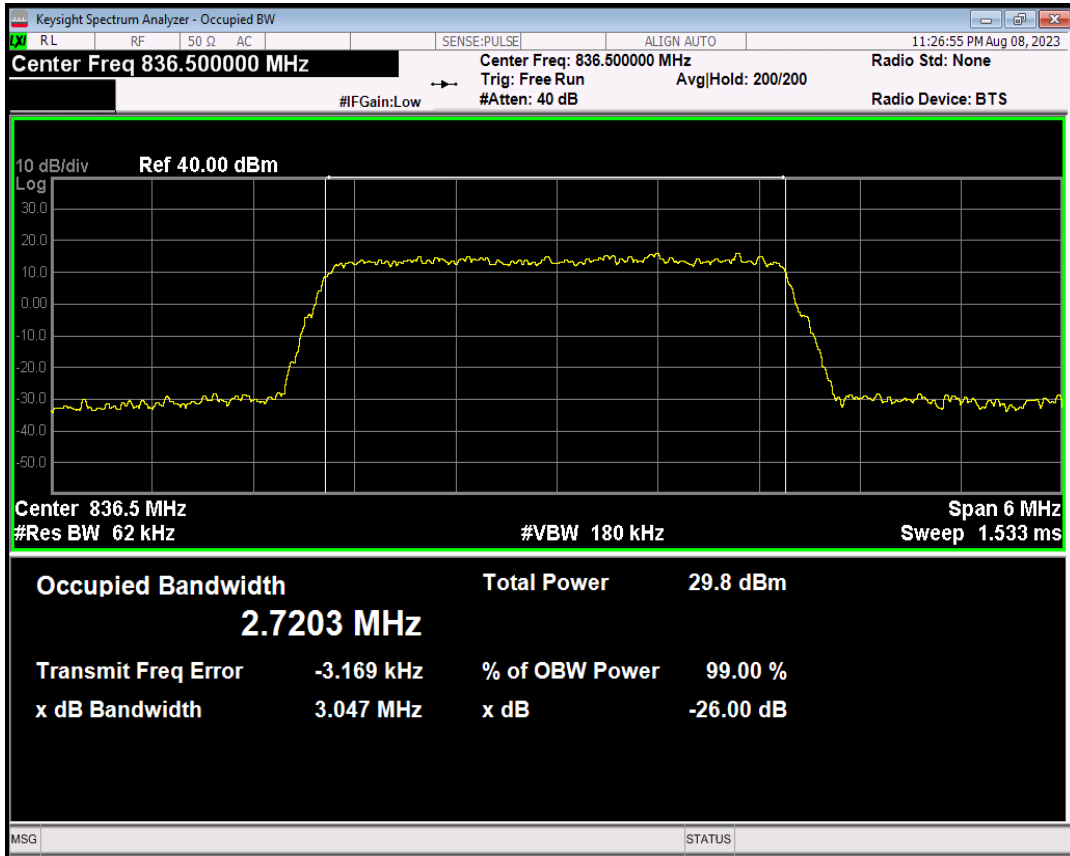 Keysight Spectrum Analyzer - Occupied BW
LXI RL RF 50 Ω AC SENSE:PULSE ALIGN AUTO 11:26:55 PM Aug 08, 2023
Center Freq 836.500000 MHz Center Freq: 836.500000 MHz Radio Std: None
Trig: Free Run Avg|Hold: 200/200
#IFGain:Low #Atten: 40 dB Radio Device: BTS
10 dB/div Ref 40.00 dBm
Log
30.0
20.0
10.0
0.00
-10.0
-20.0
-30.0
-40.0
-50.0
Center 836.5 MHz Span 6 MHz
#Res BW 62 kHz #VBW 180 kHz Sweep 1.533 ms
Occupied Bandwidth Total Power 29.8 dBm
2.7203 MHz
Transmit Freq Error -3.169 kHz % of OBW Power 99.00 %
x dB Bandwidth 3.047 MHz x dB -26.00 dB
MSG STATUS